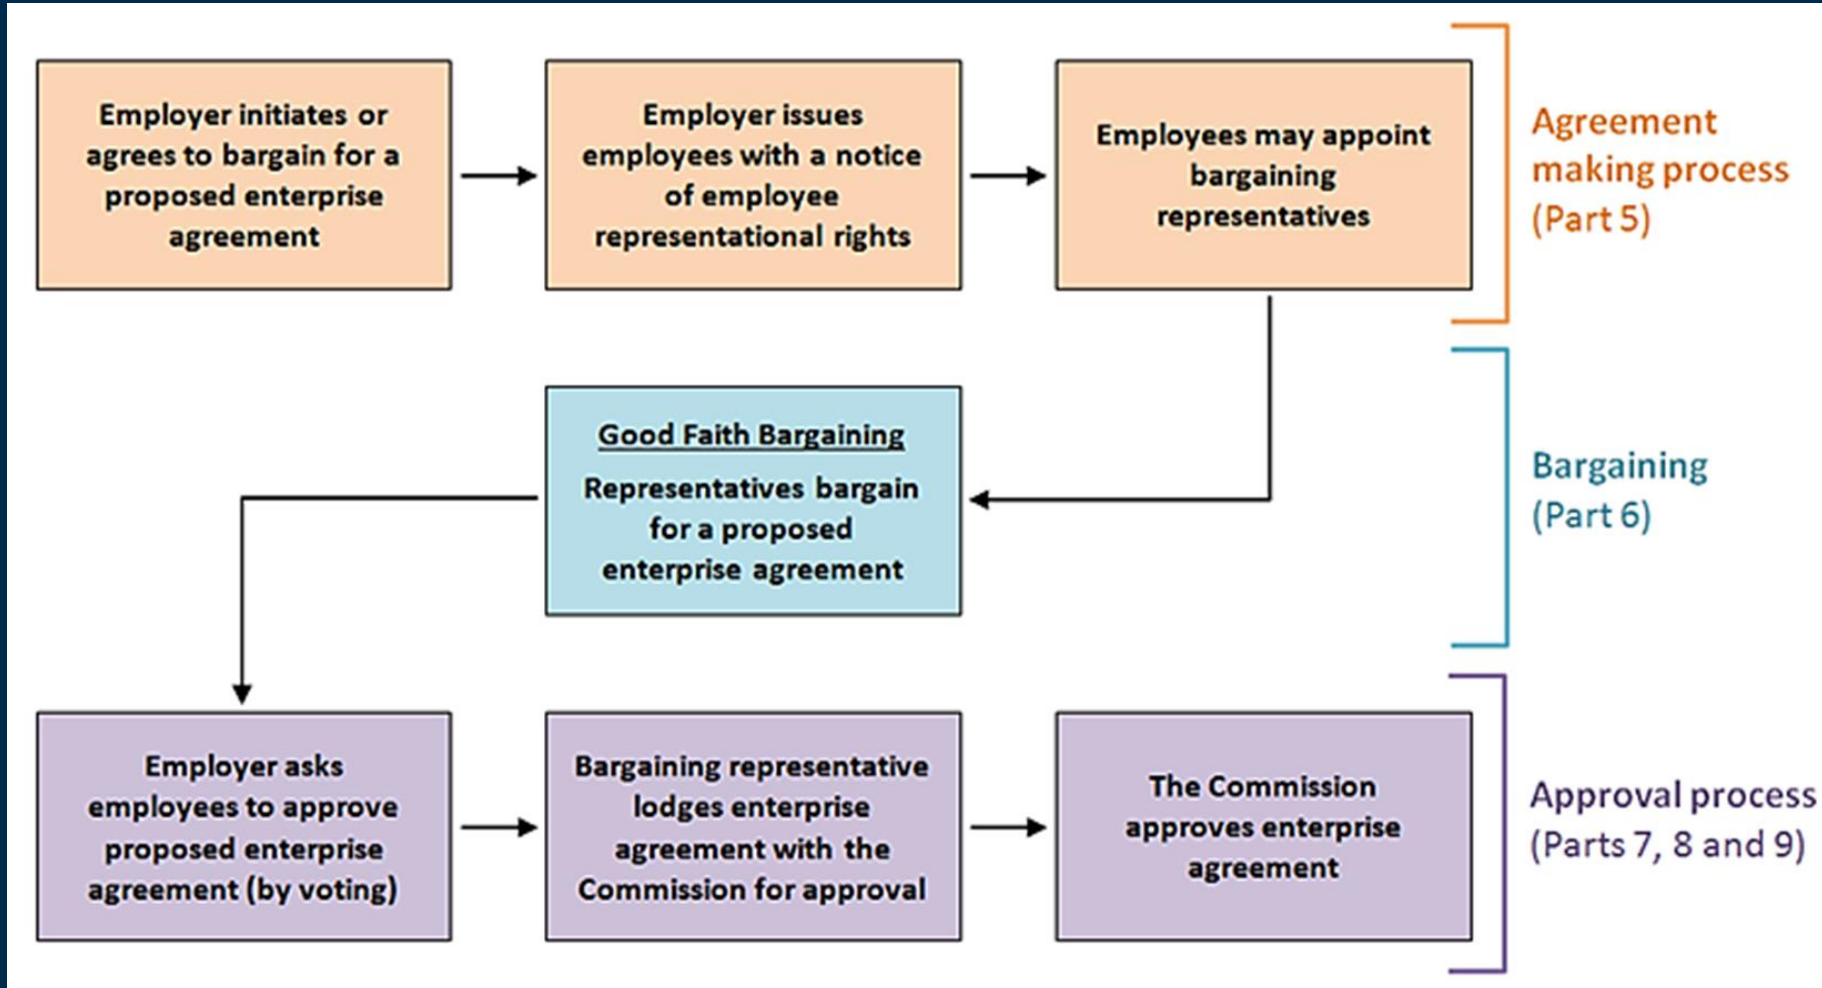 Employer initiates or
agrees to bargain for a
proposed enterprise
agreement
Employer issues
employees with a notice
of employee
representational rights
Employees may appoint
bargaining
representatives
Agreement
making process
(Part 5)
Good Faith Bargaining
Representatives bargain
for a proposed
enterprise agreement
Bargaining
(Part 6)
Employer asks
employees to approve
proposed enterprise
agreement (by voting)
Bargaining representative
lodges enterprise
agreement with the
Commission for approval
The Commission
approves enterprise
agreement
Approval process
(Parts 7, 8 and 9)